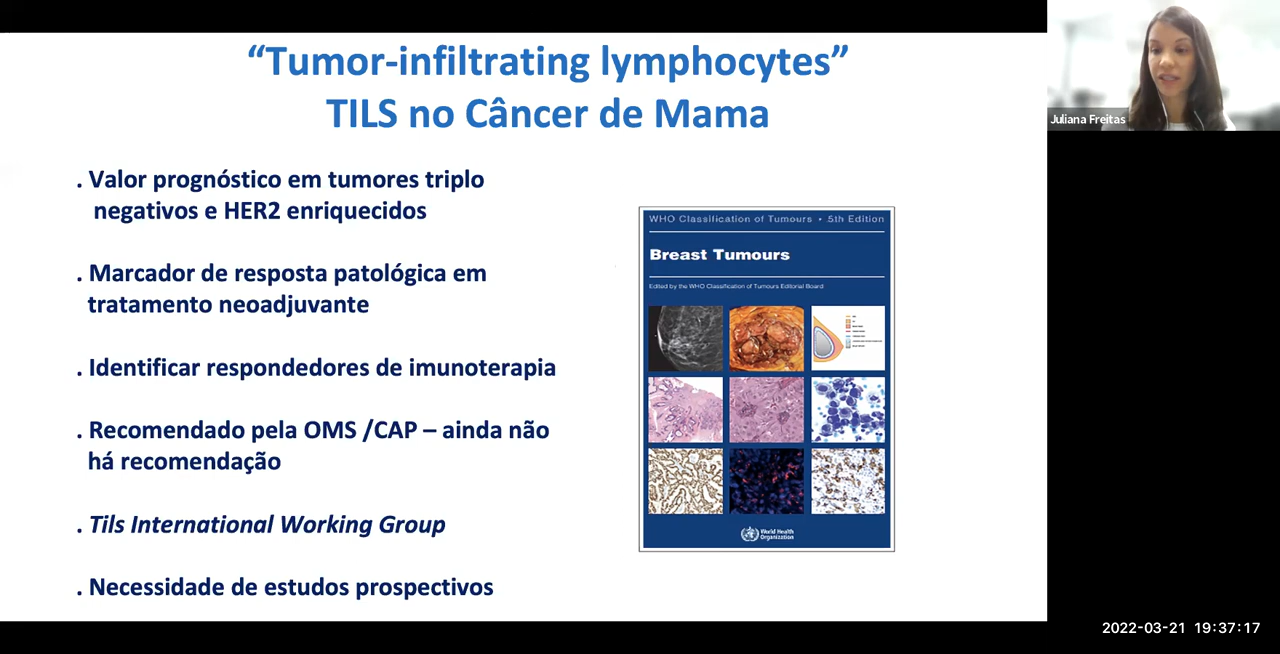 “Tumor-infiltrating lymphocytes”
TILS no Câncer de Mama
. Valor prognóstico em tumores triplo
negativos e HER2 enriquecidos
. Marcador de resposta patológica em
tratamento neoadjuvante
. Identificar respondedores de imunoterapia
. Recomendado pela OMS /CAP – ainda não
há recomendação
. Tils International Working Group
. Necessidade de estudos prospectivos
WHO Classification of Tumours • 5th Edition
Breast Tumours
Edited by the WHO Classification of Tumours Editorial Board
World Health
Organization
Juliana Freitas
2022-03-21 19:37:17